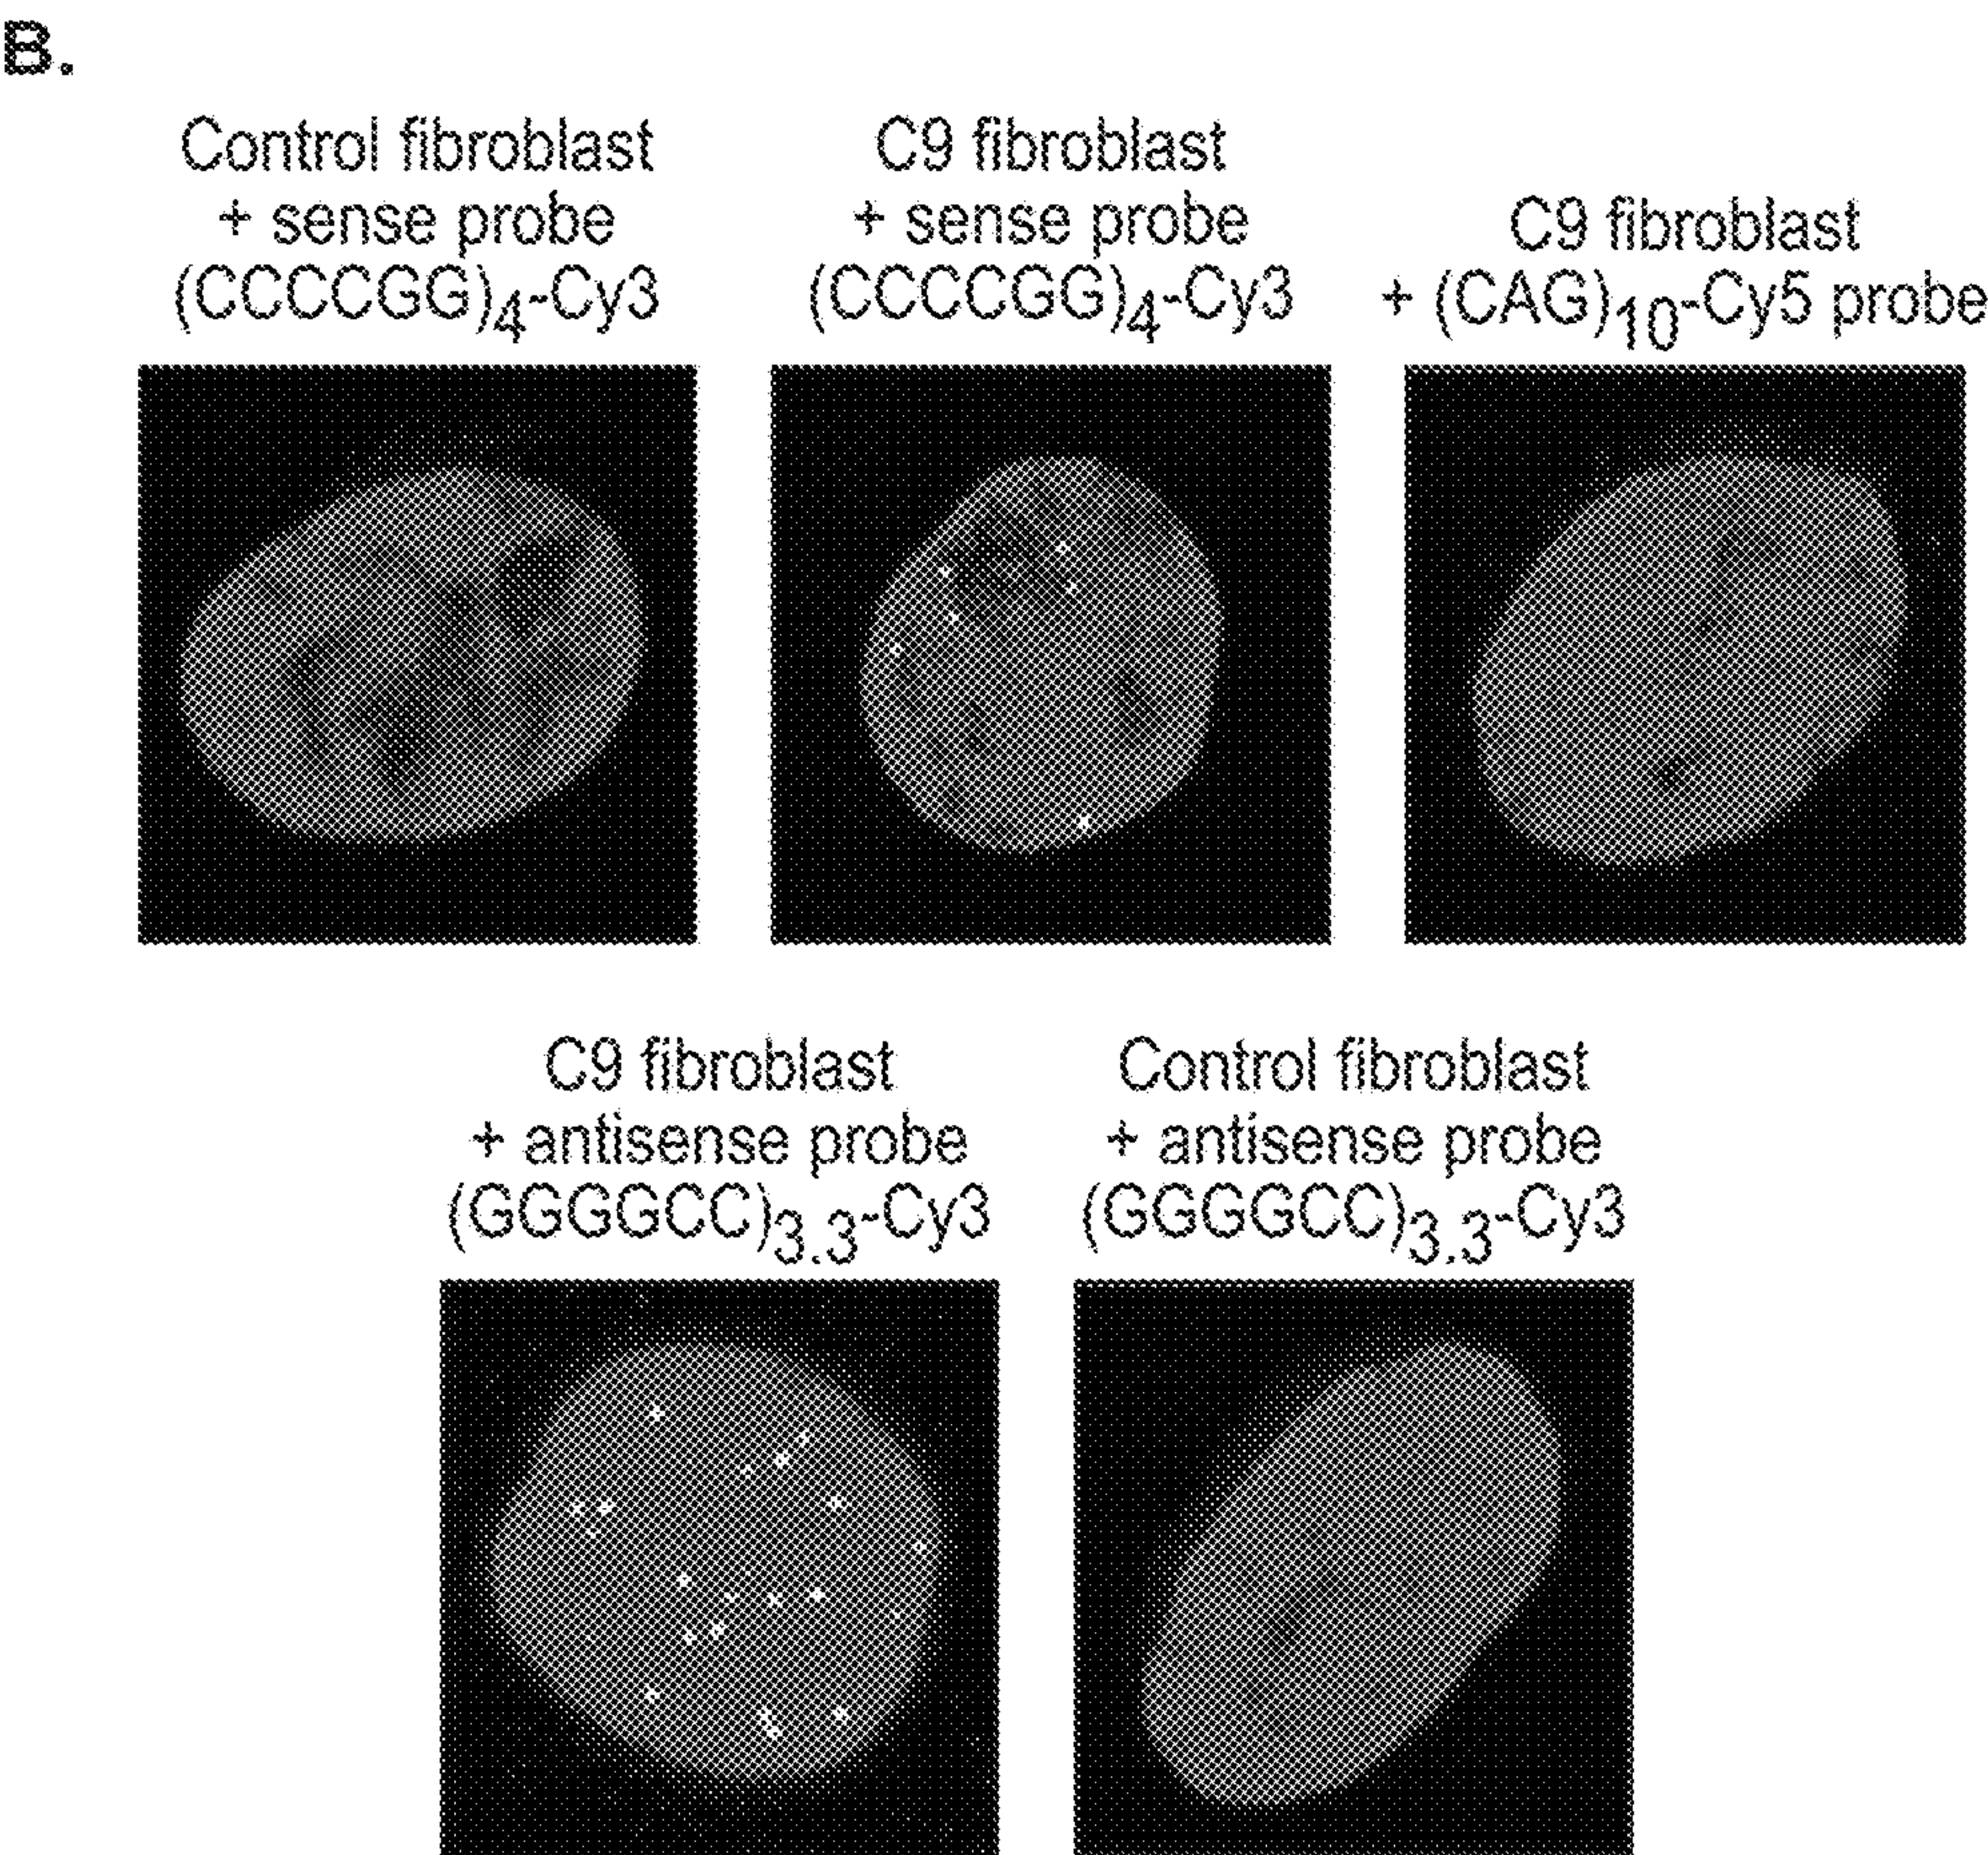 B.
Control fibroblast
+ sense probe
(CCCCGG)4-Cy3
C9 fibroblast
+ sense probe
(CCCCGG)4-Cy3
C9 fibroblast
+ (CAG)10-Cy5 probe
C9 fibroblast
+ antisense probe
(GGGGCC)3.3-Cy3
Control fibroblast
+ antisense probe
(GGGGCC)3.3-Cy3